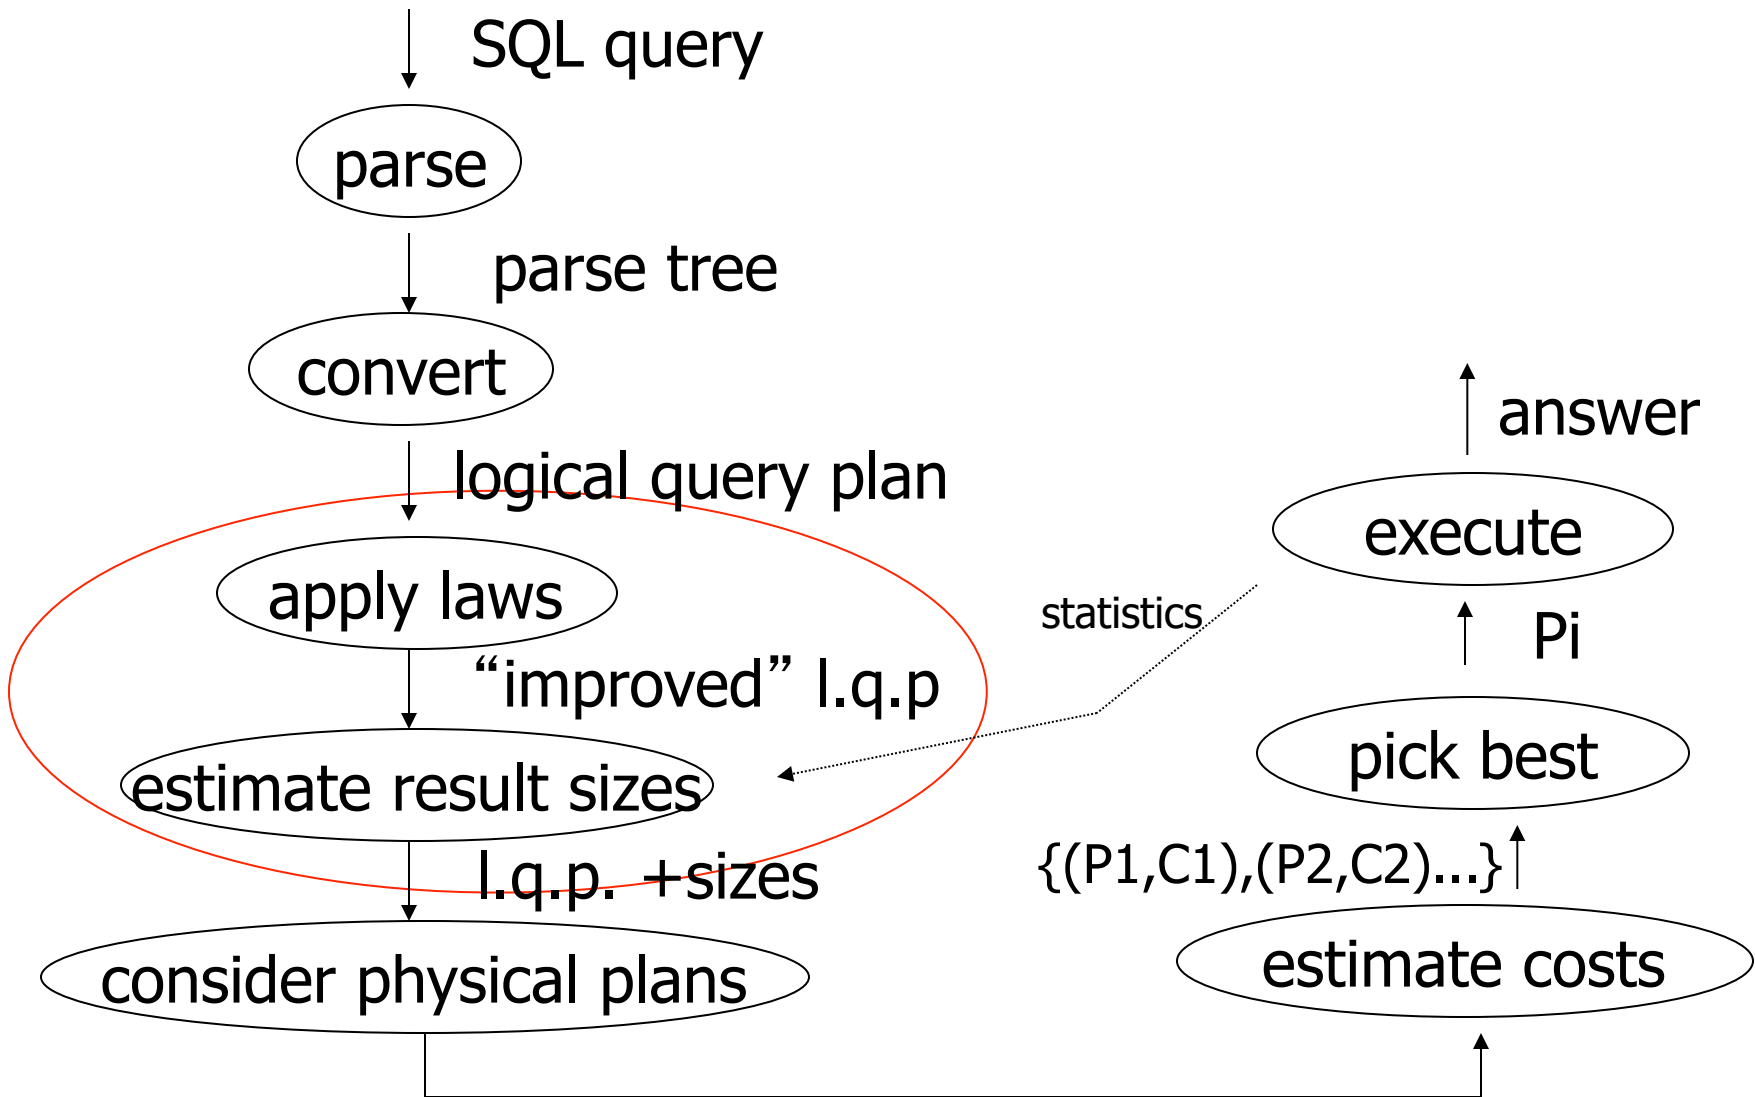 SQL query
parse
parse tree
convert
logical query plan
apply laws
“improved” l.q.p
estimate result sizes
l.q.p. +sizes
consider physical plans
statistics
answer
execute
Pi
pick best
{(P1,C1),(P2,C2)...}
estimate costs